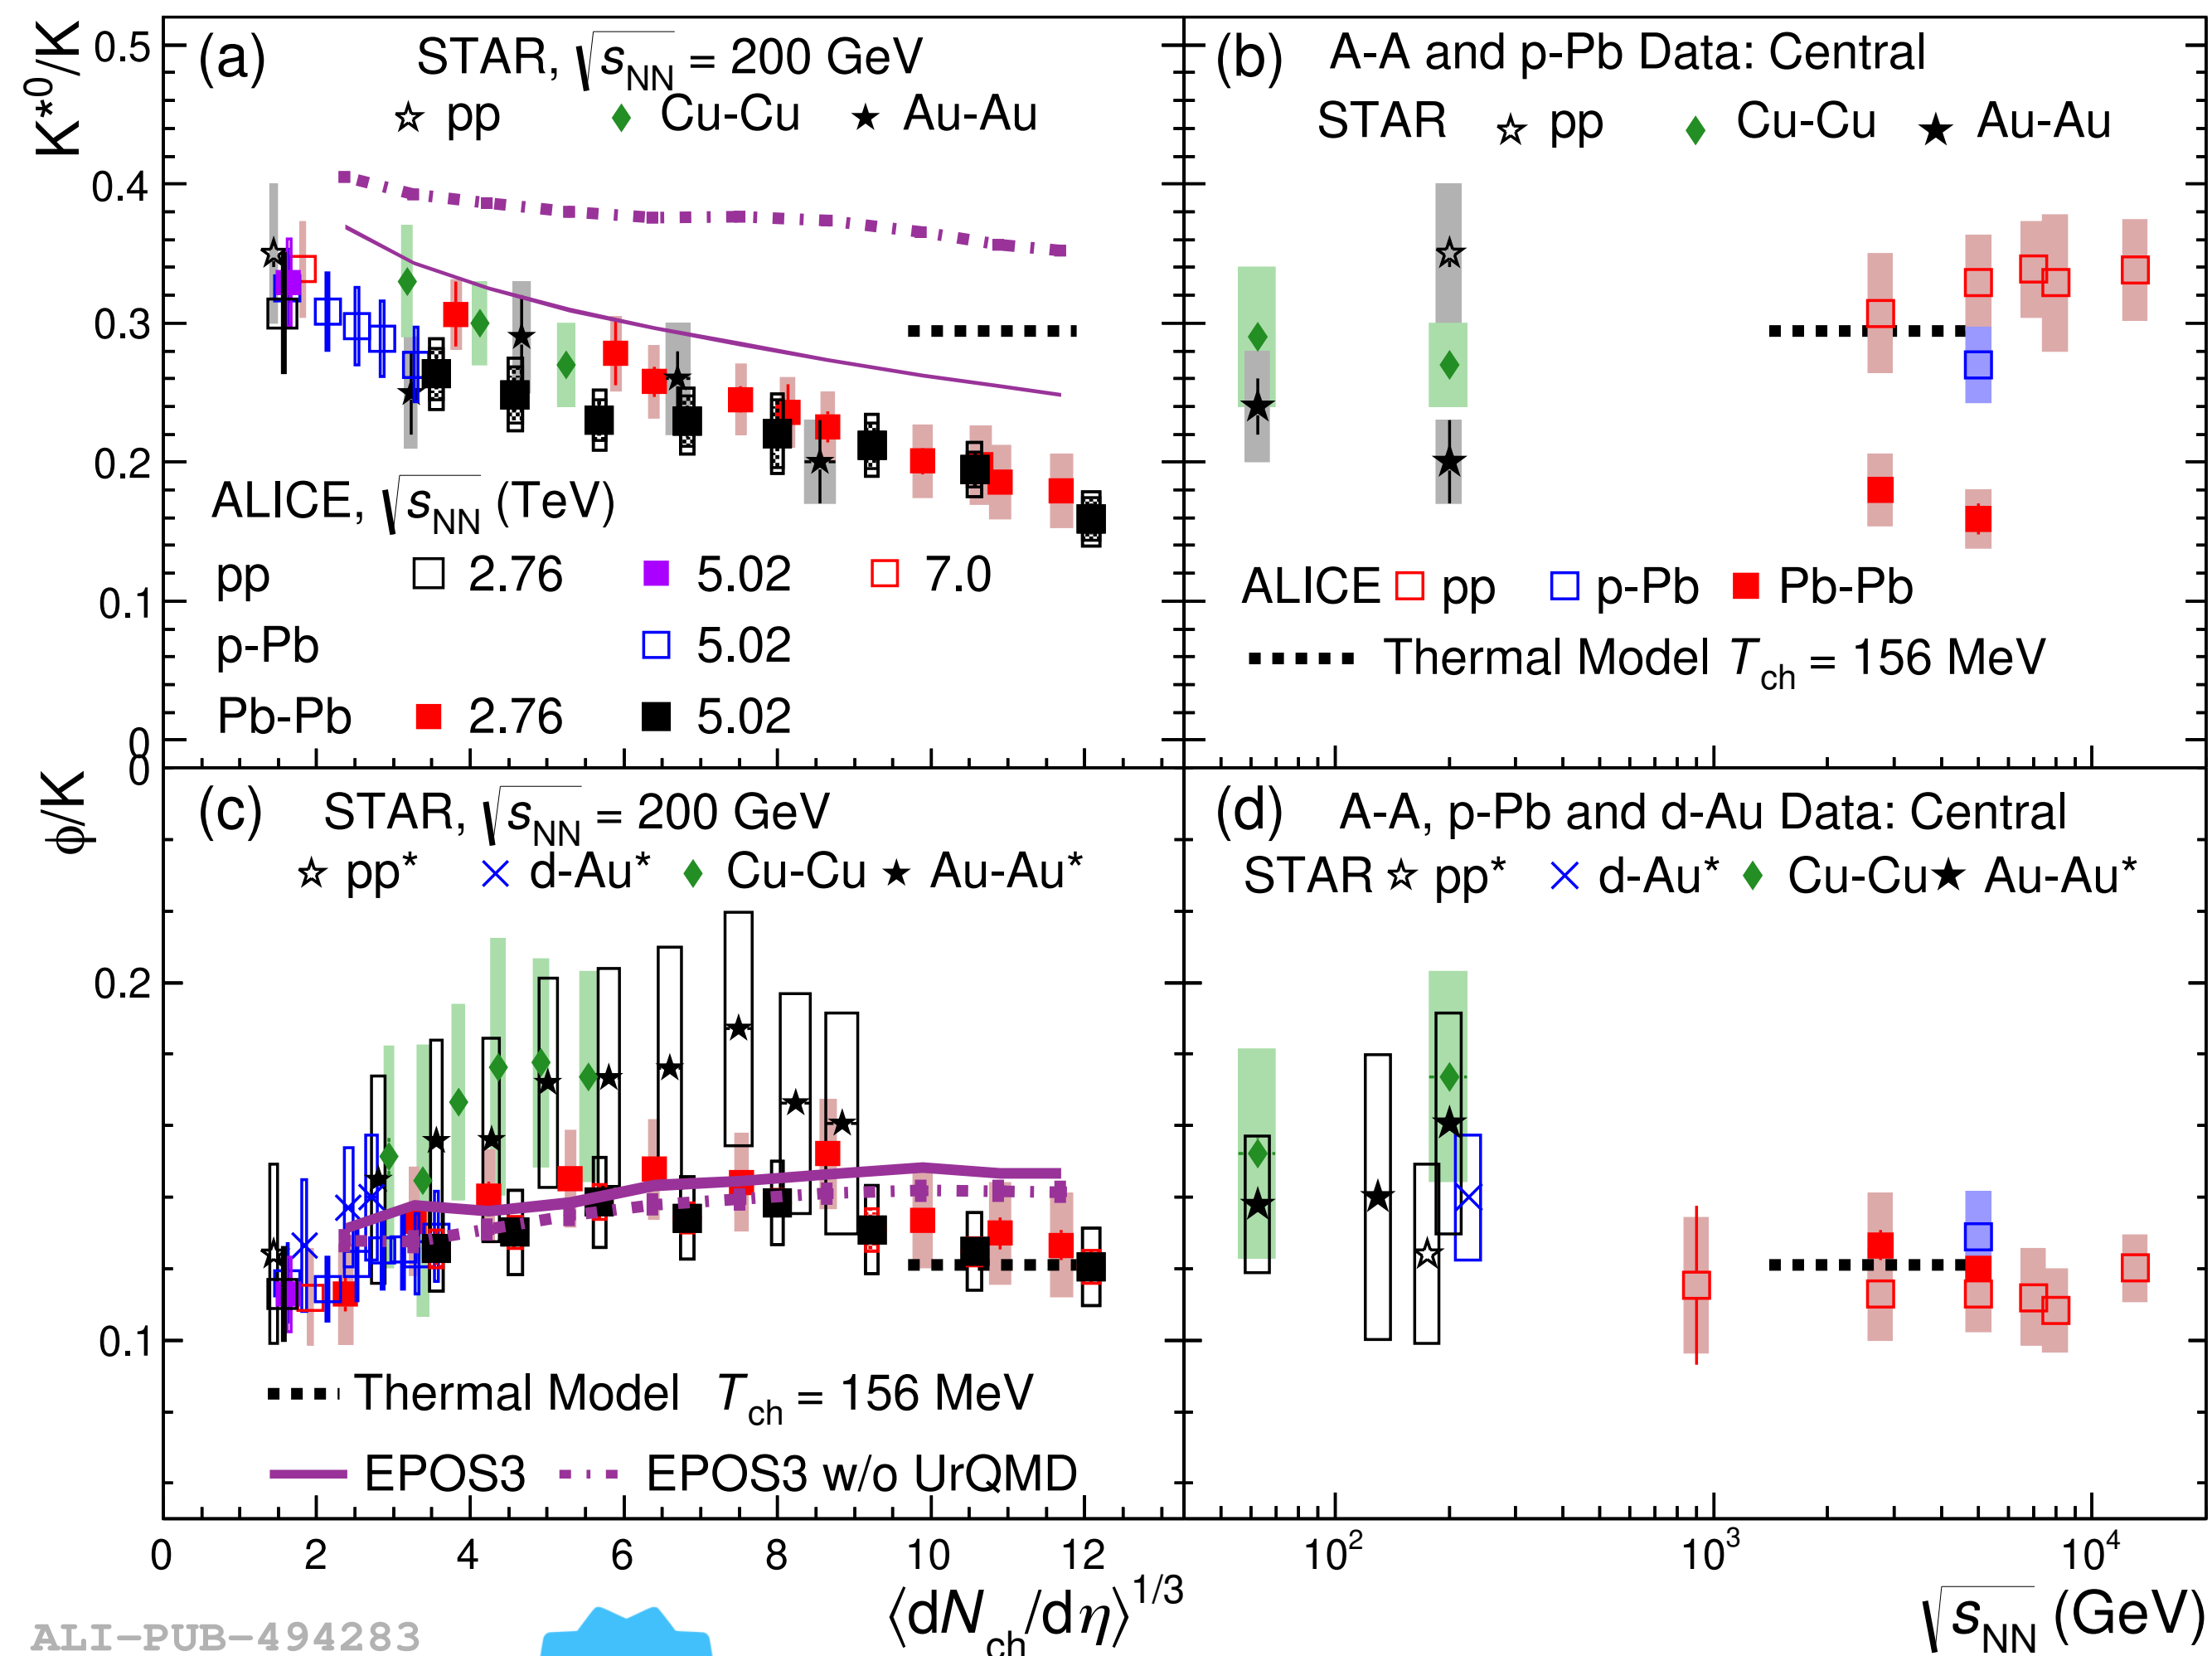 K*⁰/K
0.5
0.4
0.3
0.2
0.1
0
(a)
STAR, √sNN = 200 GeV
pp Cu-Cu Au-Au
ALICE, √sNN (TeV)
pp 2.76 5.02 7.0
p-Pb 5.02
Pb-Pb 2.76 5.02
(b) A-A and p-Pb Data: Central
STAR pp Cu-Cu Au-Au
ALICE pp p-Pb Pb-Pb
Thermal Model Tch = 156 MeV
ϕ/K
0
0.2
0.1
(c) STAR, √sNN = 200 GeV
pp* d-Au* Cu-Cu Au-Au*
Thermal Model Tch = 156 MeV
EPOS3 EPOS3 w/o UrQMD
(d) A-A, p-Pb and d-Au Data: Central
STAR pp* d-Au* Cu-Cu Au-Au*
0 2 4 6 8 10 12
10² 10³ 10⁴
⟨dNch/dη⟩¹/³
√sNN (GeV)
ALI-PUB-494283